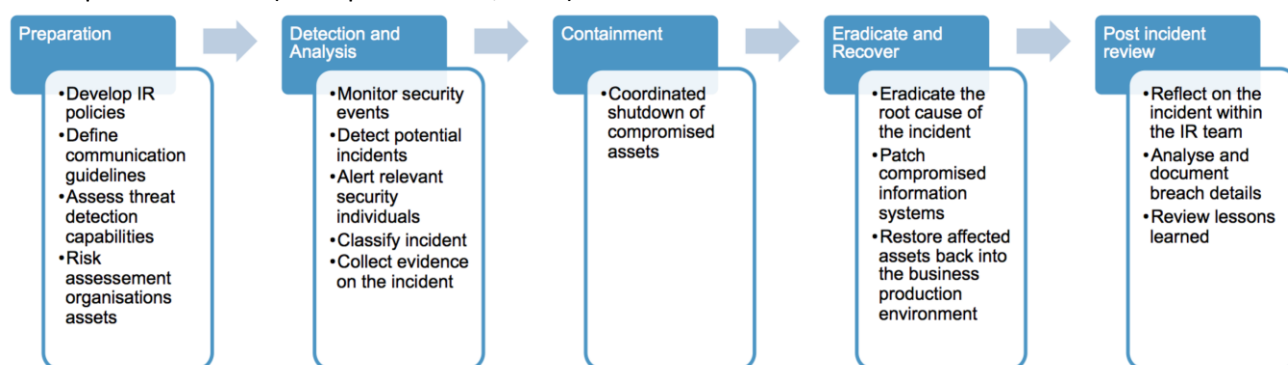 Preparation
•Develop IR
policies
•Define
communication
guidelines
•Assess threat
detection
capabilities
•Risk
assessement
organisations
assets
Detection and
Analysis
•Monitor security
events
•Detect potential
incidents
•Alert relevant
security
individuals
•Classify incident
•Collect evidence
on the incident
Containment
•Coordinated
shutdown of
compromised
assets
Eradicate and
Recover
•Eradicate the
root cause of
the incident
•Patch
compromised
information
systems
•Restore affected
assets back into
the business
production
environment
Post incident
review
•Reflect on the
incident within
the IR team
•Analyse and
document
breach details
•Review lessons
learned